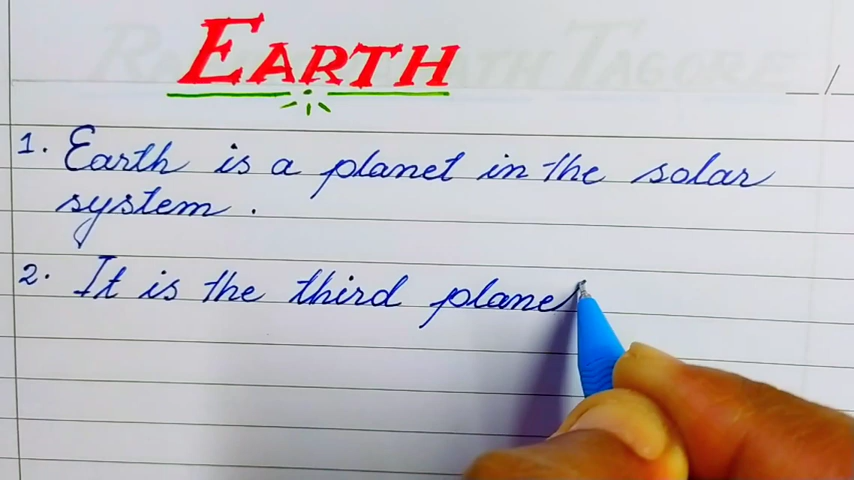 EARTH
1. Earth is a planet in the solar
system.
2. It is the third plane